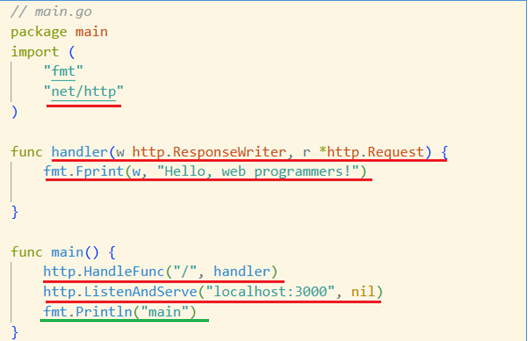 // main.go
package main
import (
    "fmt"
    "net/http"
)
func handler(w http.ResponseWriter, r *http.Request) {
    fmt.Fprint(w, "Hello, web programmers!")
}
func main() {
    http.HandleFunc("/", handler)
    http.ListenAndServe("localhost:3000", nil)
    fmt.Println("main")
}